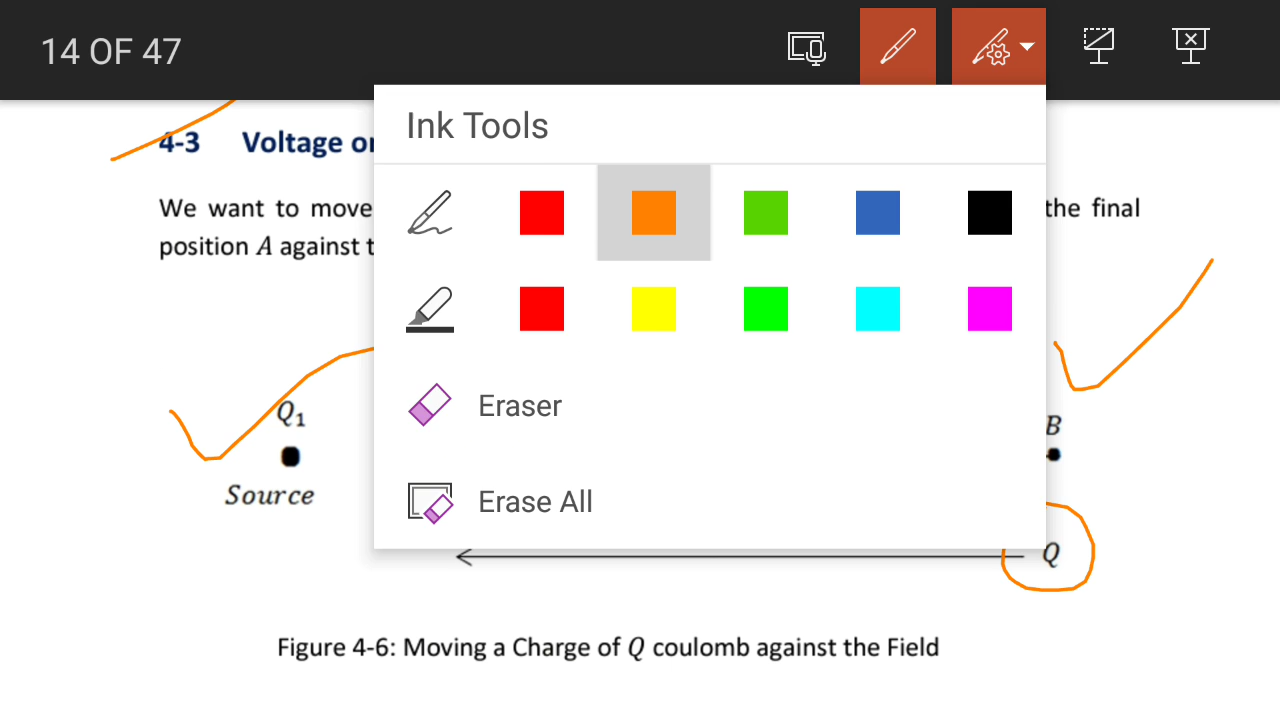 14 OF 47
Ink Tools
4-3 Voltage
We want to move the final
position A against
Eraser
Q₁
B
Source
Erase All
Q
Figure 4-6: Moving a Charge of Q coulomb against the Field